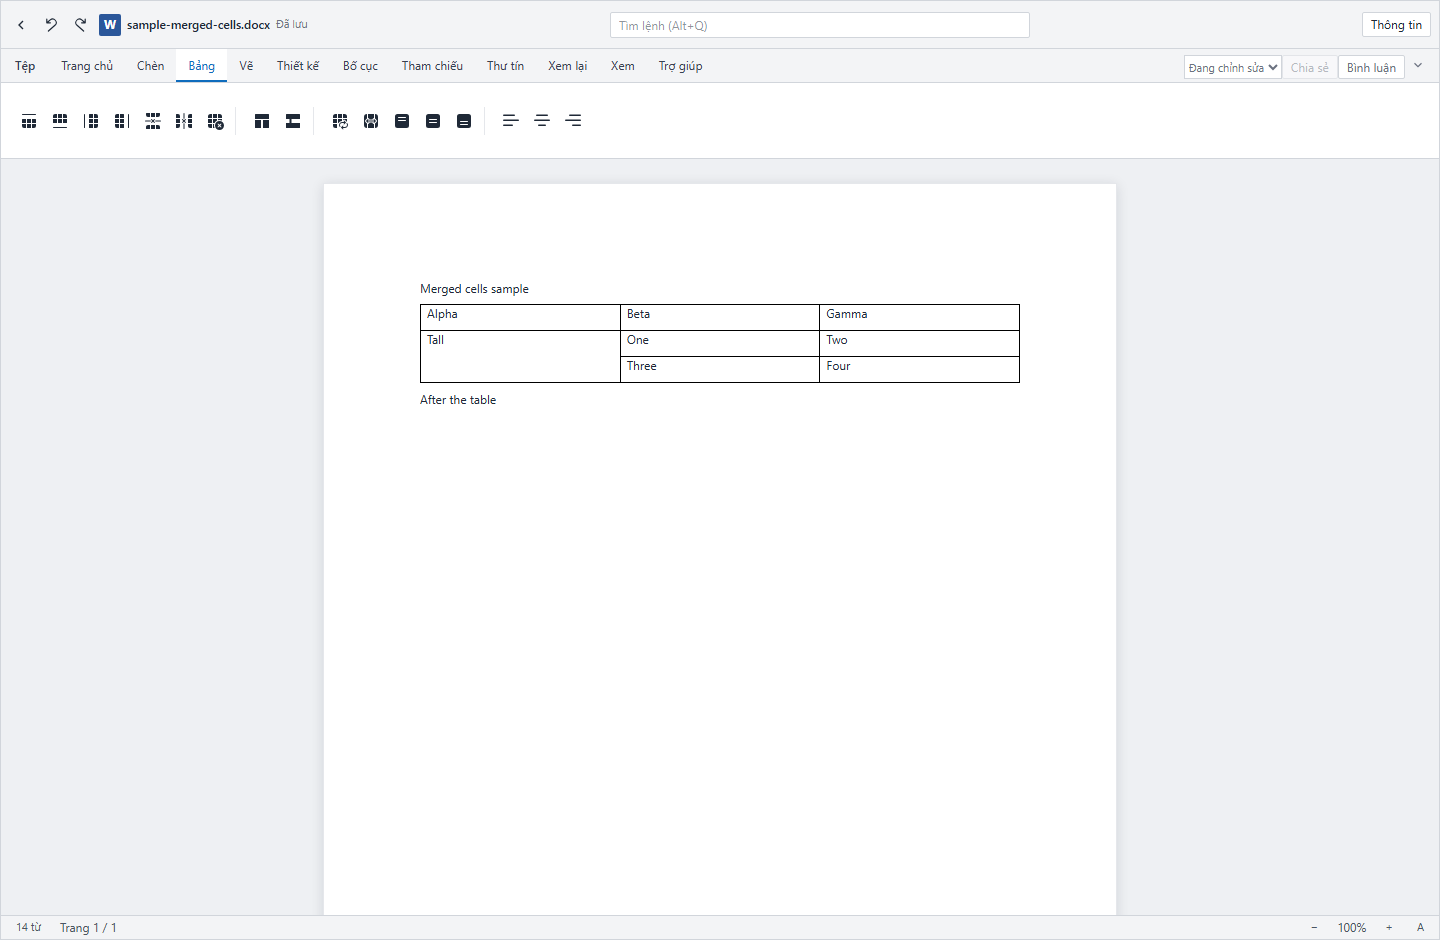 W sample-merged-cells.docx Đã lưu
Tìm lệnh (Alt+Q)
Thông tin
Tệp Trang chủ Chèn Bảng Vẽ Thiết kế Bố cục Tham chiếu Thư tín Xem lại Xem Trợ giúp
Đang chỉnh sửa Chia sẻ Bình luận
Merged cells sample
Alpha Beta Gamma
Tall One Two
Three Four
After the table
14 từ Trang 1 / 1
− 100% + A